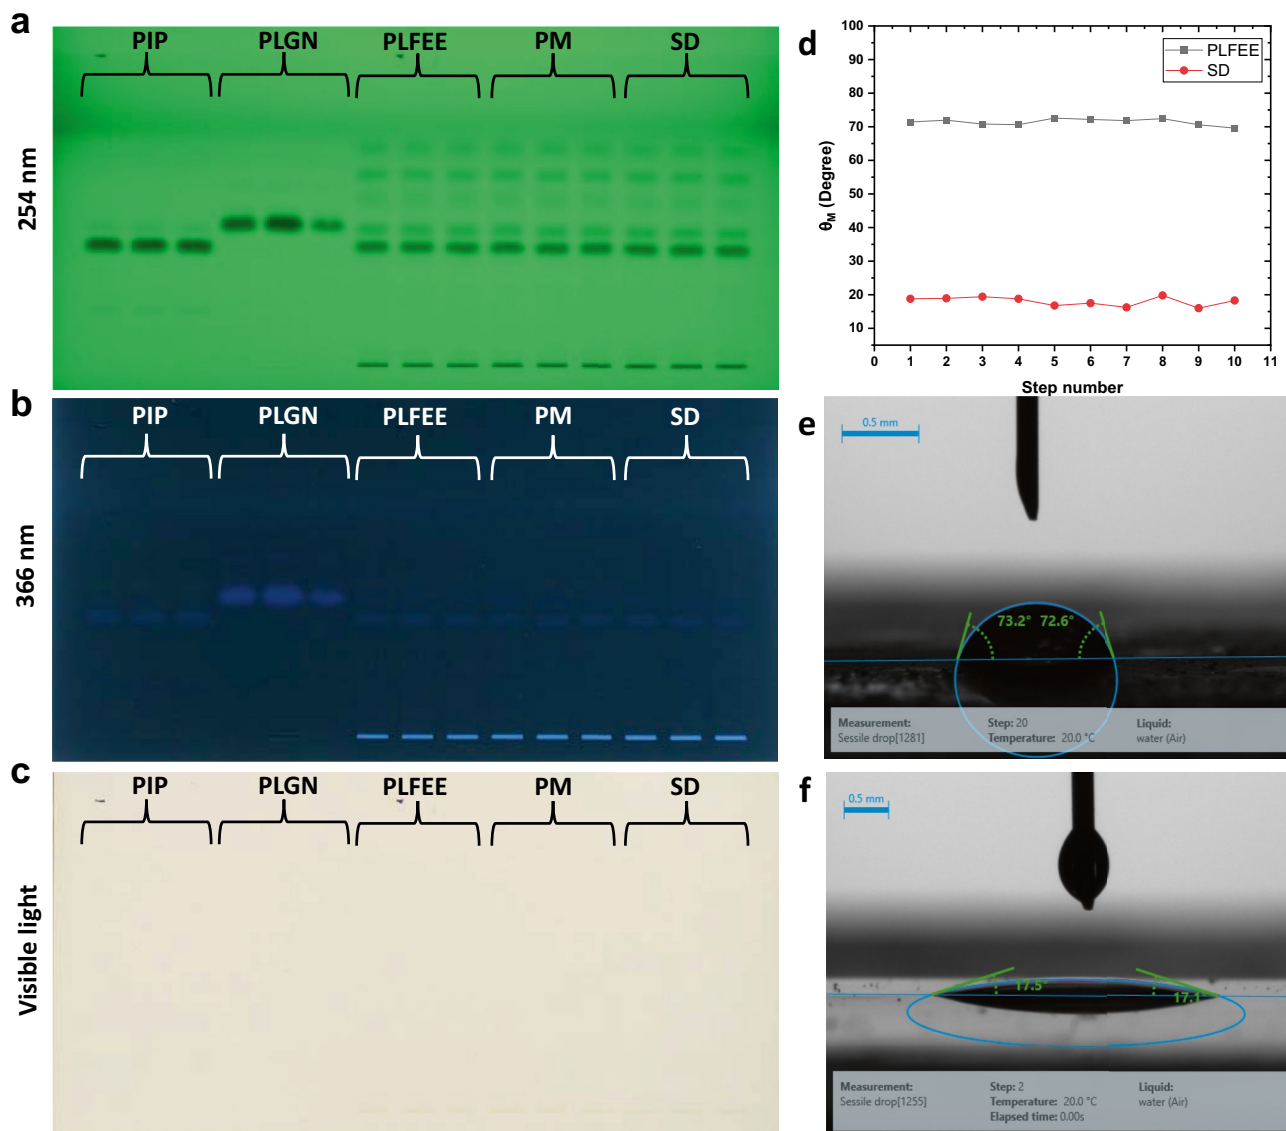 a
PIP PLGN PLFEE PM SD
254 nm
b
PIP PLGN PLFEE PM SD
366 nm
c
PIP PLGN PLFEE PM SD
Visible light
d
100
90
80
70
60
50
40
30
20
10
0 1 2 3 4 5 6 7 8 9 10 11
θM (Degree)
Step number
PLFEE
SD
e
0.5 mm
73.2° 72.6°
Measurement: Step: 20 Liquid:
Sessile drop[1281] Temperature: 20.0 °C water (Air)
f
0.5 mm
17.5°
17.1°
Measurement: Step: 2 Liquid:
Sessile drop[1255] Temperature: 20.0 °C water (Air)
Elapsed time: 0.00s